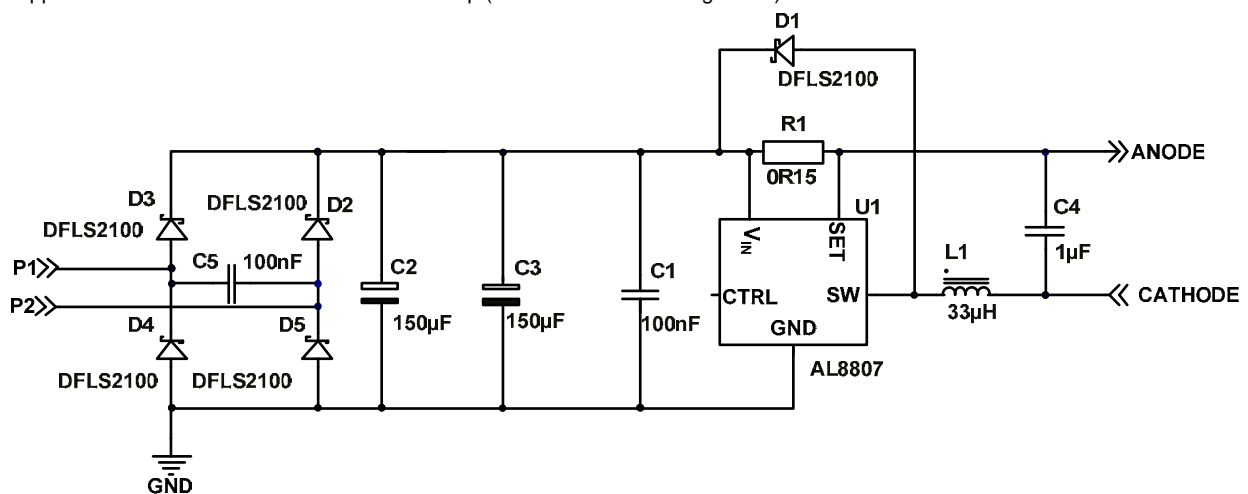 D1
DFLS2100
R1
0R15
ANODE
D3
DFLS2100
DFLS2100 D2
U1
VIN
SET
C4
1µF
P1
C5 100nF
C2
150µF
C3
150µF
C1
100nF
L1
33µH
CTRL
SW
GND
CATHODE
P2
D4
D5
DFLS2100
DFLS2100
AL8807
GND